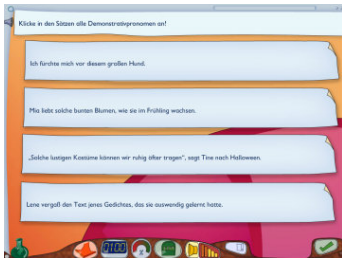 Klicke in den Sätzen alle Demonstrativpronomen an!
Ich fürchte mich vor diesem großen Hund.
Mia liebt solche bunten Blumen, wie sie im Frühling wachsen.
„Solche lustigen Kostüme können wir ruhig öfter tragen", sagt Tina nach Halloween.
Lene vergaß den Text jenes Gedichtes, das sie auswendig gelernt hatte.